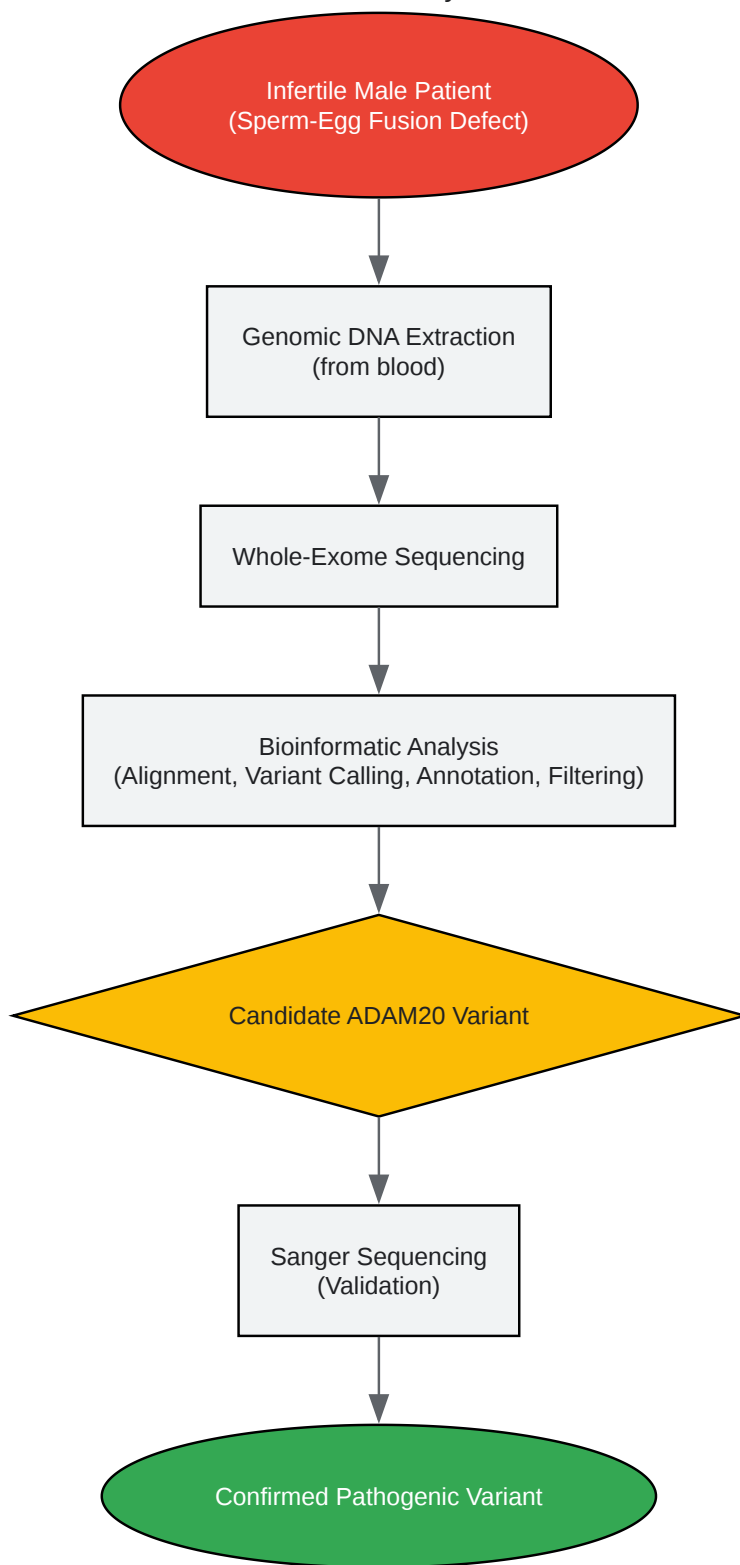 Infertile Male Patient
(Sperm-Egg Fusion Defect)
Genomic DNA Extraction
(from blood)
Whole-Exome Sequencing
Bioinformatic Analysis
(Alignment, Variant Calling, Annotation, Filtering)
Candidate ADAM20 Variant
Sanger Sequencing
(Validation)
Confirmed Pathogenic Variant